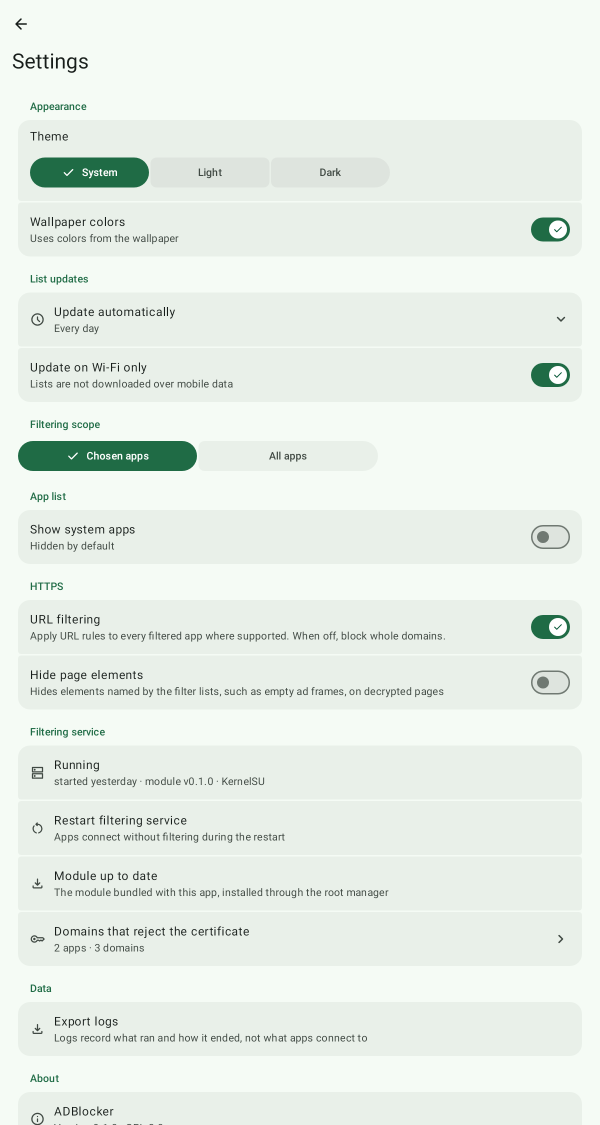 Settings
Appearance
Theme
System
Light
Dark
Wallpaper colors
Uses colors from the wallpaper
List updates
Update automatically
Every day
Update on Wi-Fi only
Lists are not downloaded over mobile data
Filtering scope
Chosen apps
All apps
App list
Show system apps
Hidden by default
HTTPS
URL filtering
Apply URL rules to every filtered app where supported. When off, block whole domains.
Hide page elements
Hides elements named by the filter lists, such as empty ad frames, on decrypted pages
Filtering service
Running
started yesterday · module v0.1.0 · KernelSU
Restart filtering service
Apps connect without filtering during the restart
Module up to date
The module bundled with this app, installed through the root manager
Domains that reject the certificate
2 apps · 3 domains
Data
Export logs
Logs record what ran and how it ended, not what apps connect to
About
ADBlocker